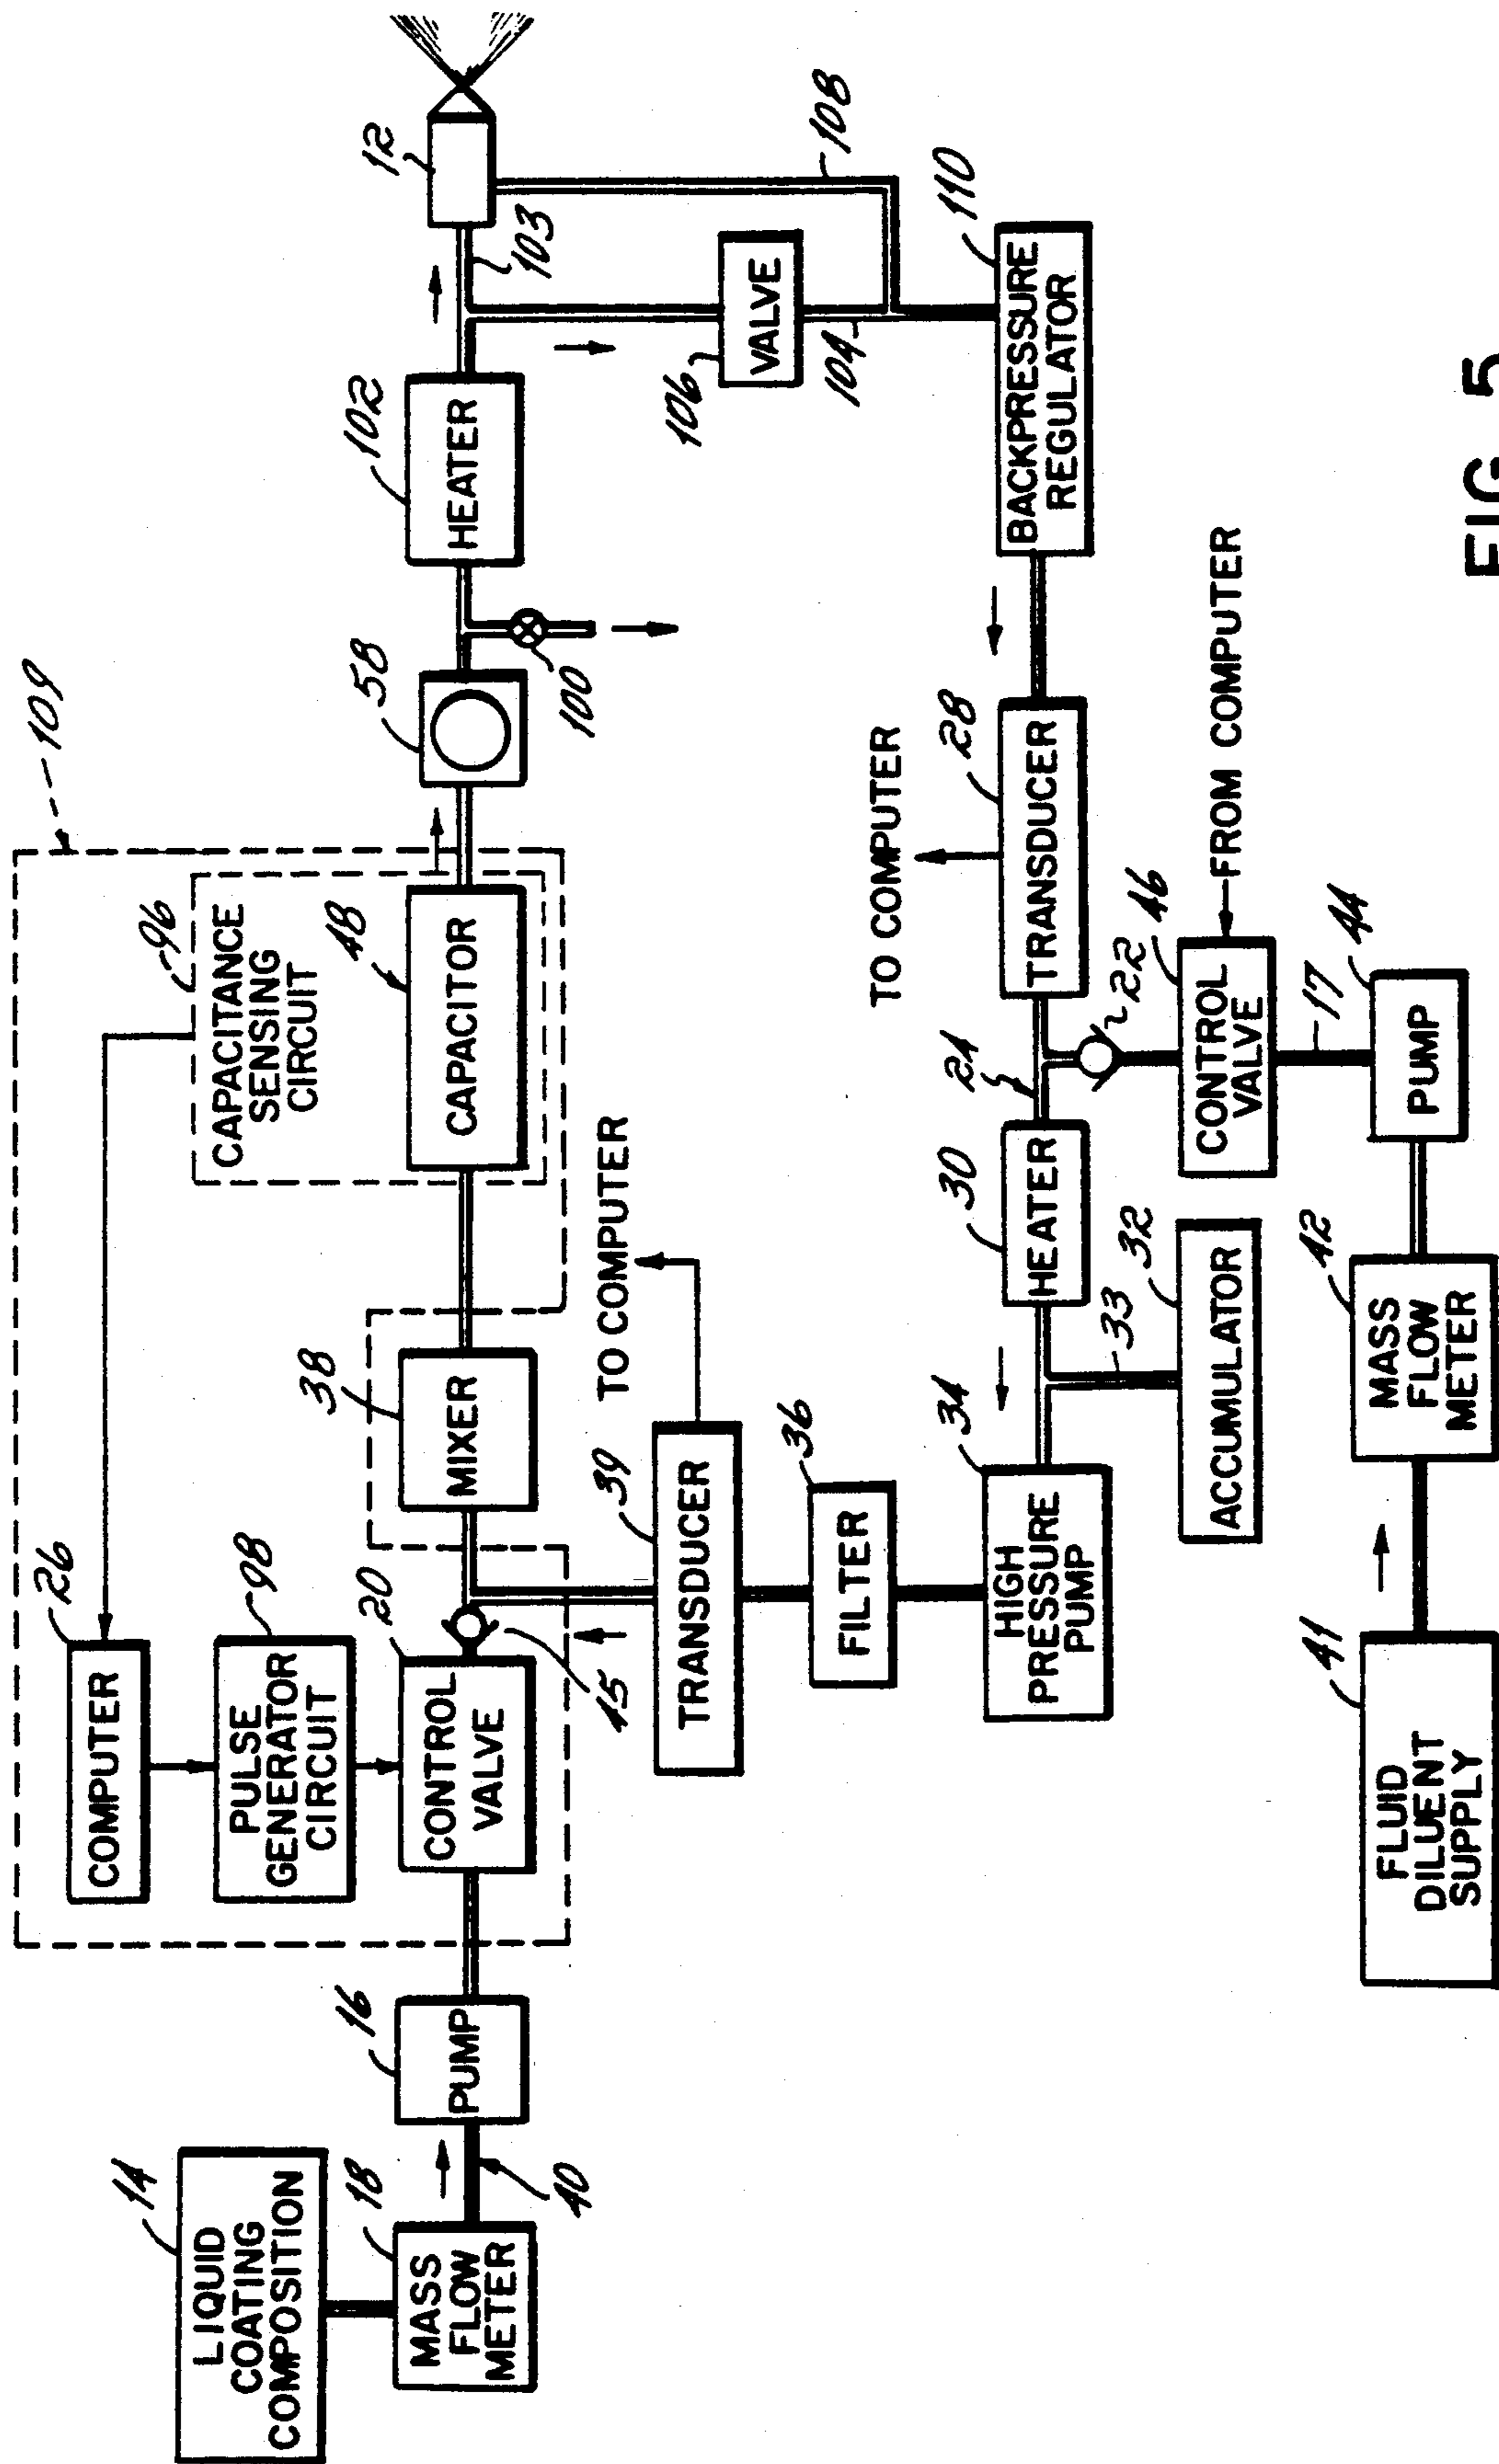 109
26
COMPUTER
96
CAPACITANCE
SENSING
CIRCUIT
98
PULSE
GENERATOR
CIRCUIT
14
LIQUID
COATING
COMPOSITION
18
MASS
FLOW
METER
40
16
PUMP
20
CONTROL
VALVE
45
38
MIXER
48
CAPACITOR
58
100
102
HEATER
103
12
108
106
VALVE
104
39
TRANSDUCER
TO COMPUTER
36
FILTER
34
HIGH
PRESSURE
PUMP
33
32
ACCUMULATOR
30
HEATER
24
22
TO COMPUTER
28
TRANSDUCER
110
BACKPRESSURE
REGULATOR
46
CONTROL
VALVE
FROM COMPUTER
17
44
PUMP
42
MASS
FLOW
METER
41
FLUID
DILUENT
SUPPLY
FIG. 5